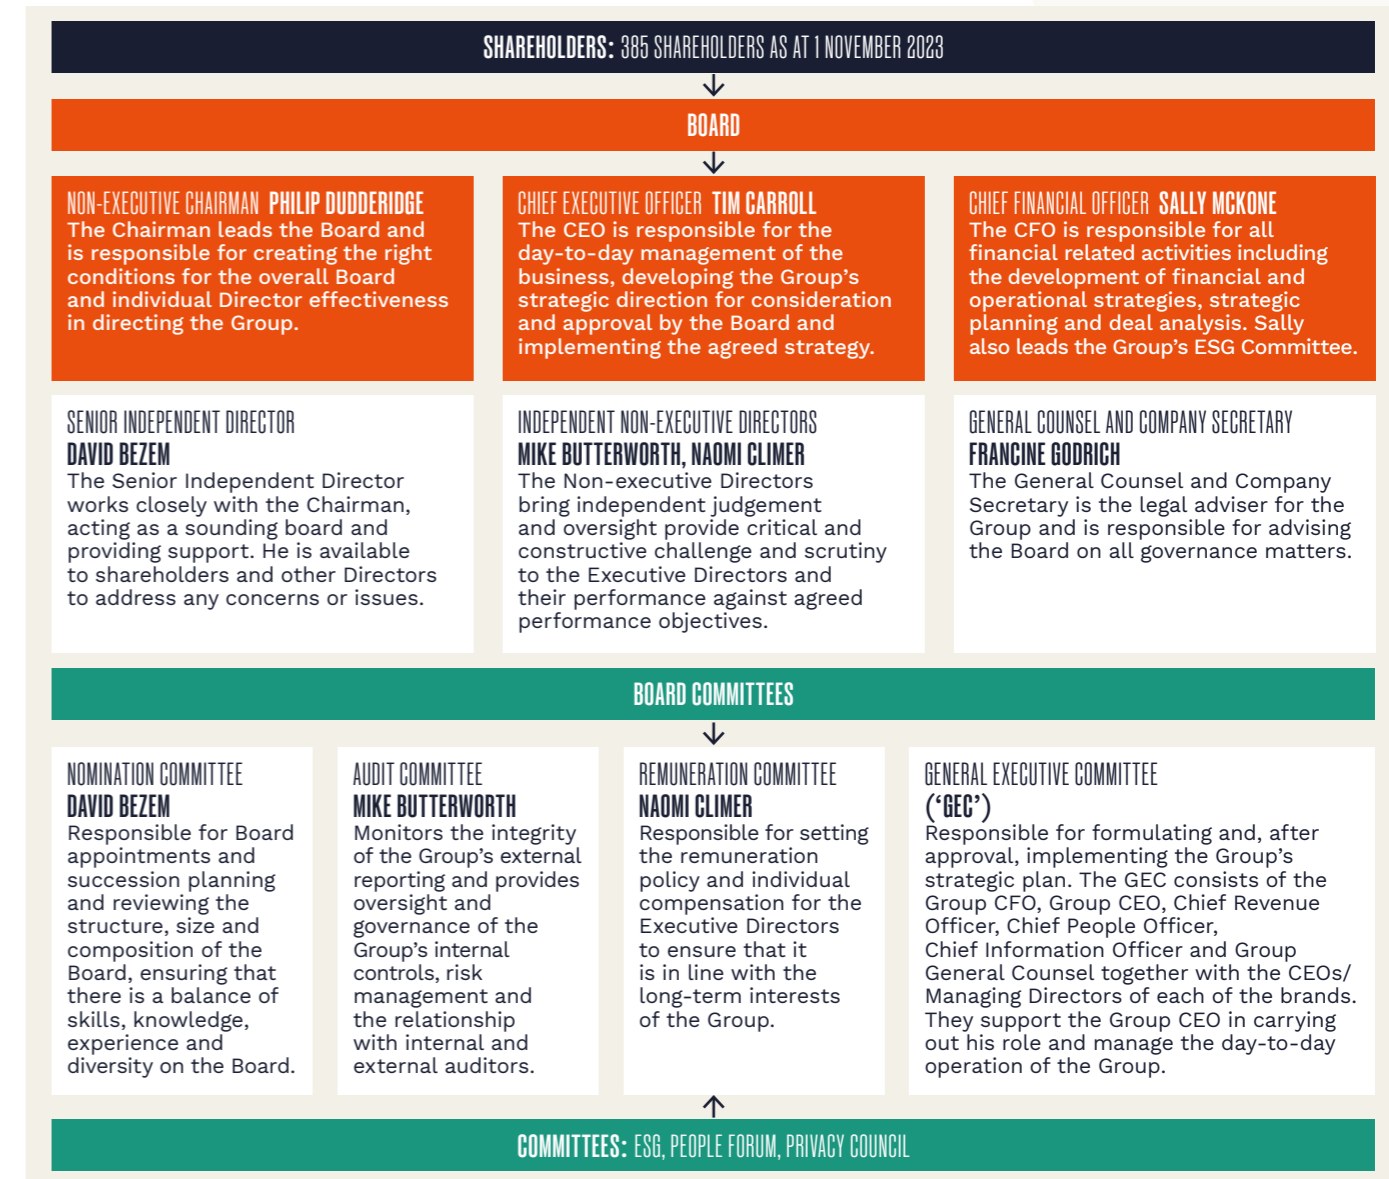 SHAREHOLDERS: 385 SHAREHOLDERS AS AT 1 NOVEMBER 2023
BOARD
NON-EXECUTIVE CHAIRMAN PHILIP DUDDERIDGE
The Chairman leads the Board and
is responsible for creating the right
conditions for the overall Board
and individual Director effectiveness
in directing the Group.
CHIEF EXECUTIVE OFFICER TIM CARROLL
The CEO is responsible for the
day-to-day management of the
business, developing the Group's
strategic direction for consideration
and approval by the Board and
implementing the agreed strategy.
CHIEF FINANCIAL OFFICER SALLY MCKONE
The CFO is responsible for all
financial related activities including
the development of financial and
operational strategies, strategic
planning and deal analysis. Sally
also leads the Group's ESG Committee.
SENIOR INDEPENDENT DIRECTOR
DAVID BEZEM
The Senior Independent Director
works closely with the Chairman,
acting as a sounding board and
providing support. He is available
to shareholders and other Directors
to address any concerns or issues.
INDEPENDENT NON-EXECUTIVE DIRECTORS
MIKE BUTTERWORTH, NAOMI CLIMER
The Non-executive Directors
bring independent judgement
and oversight provide critical and
constructive challenge and scrutiny
to the Executive Directors and
their performance against agreed
performance objectives.
GENERAL COUNSEL AND COMPANY SECRETARY
FRANCINE GODRICH
The General Counsel and Company
Secretary is the legal adviser for the
Group and is responsible for advising
the Board on all governance matters.
BOARD COMMITTEES
NOMINATION COMMITTEE
DAVID BEZEM
Responsible for Board
appointments and
succession planning
and reviewing the
structure, size and
composition of the
Board, ensuring that
there is a balance of
skills, knowledge,
experience and
diversity on the Board.
AUDIT COMMITTEE
MIKE BUTTERWORTH
Monitors the integrity
of the Group's external
reporting and provides
oversight and
governance of the
Group's internal
controls, risk
management and
the relationship
with internal and
external auditors.
REMUNERATION COMMITTEE
NAOMI CLIMER
Responsible for setting
the remuneration
policy and individual
compensation for the
Executive Directors
to ensure that it
is in line with the
long-term interests
of the Group.
GENERAL EXECUTIVE COMMITTEE
('GEC')
Responsible for formulating and, after
approval, implementing the Group's
strategic plan. The GEC consists of the
Group CFO, Group CEO, Chief Revenue
Officer, Chief People Officer,
Chief Information Officer and Group
General Counsel together with the CEOs/
Managing Directors of each of the brands.
They support the Group CEO in carrying
out his role and manage the day-to-day
operation of the Group.
COMMITTEES: ESG, PEOPLE FORUM, PRIVACY COUNCIL